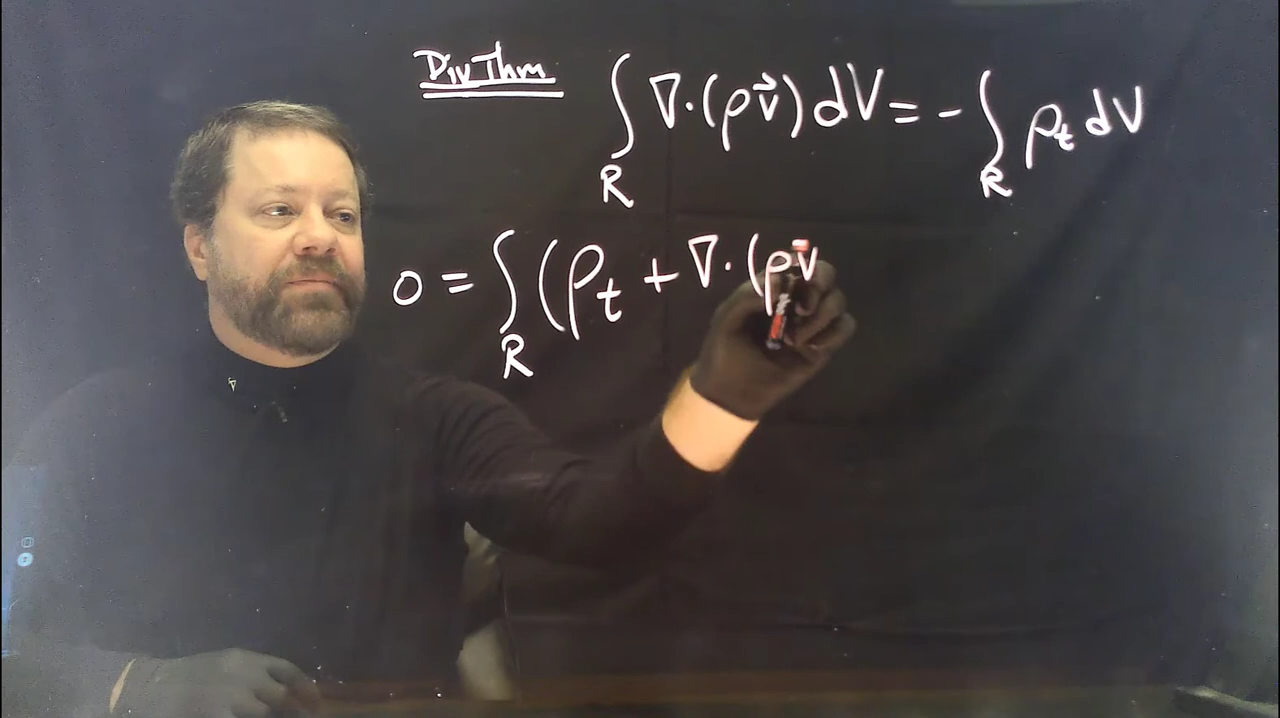 Div Thm
∫_R ∇·(ρv⃗) dV = - ∫_R ρ_t dV
0 = ∫_R (ρ_t + ∇·(ρv